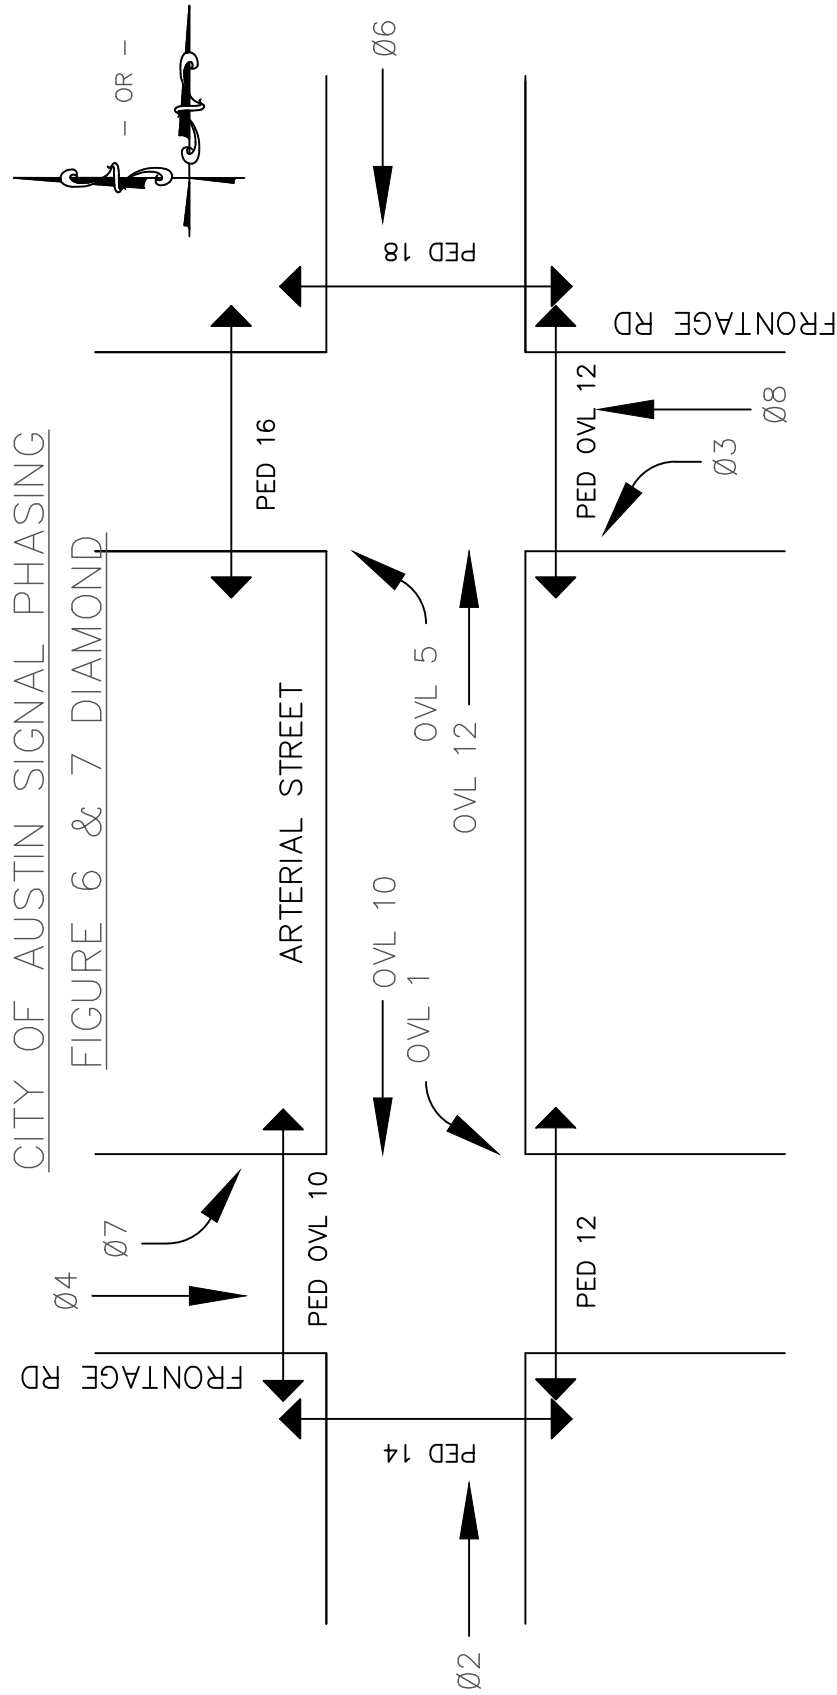 CITY OF AUSTIN SIGNAL PHASING
FIGURE 6 & 7 DIAMOND
- OR -
N
N
Ø4
Ø7
FRONTAGE RD
PED OVL 10
PED 16
ARTERIAL STREET
PED 14
PED 18
Ø6
OVL 10
OVL 1
OVL 5
OVL 12
Ø2
PED 12
PED OVL 12
FRONTAGE RD
Ø3
Ø8